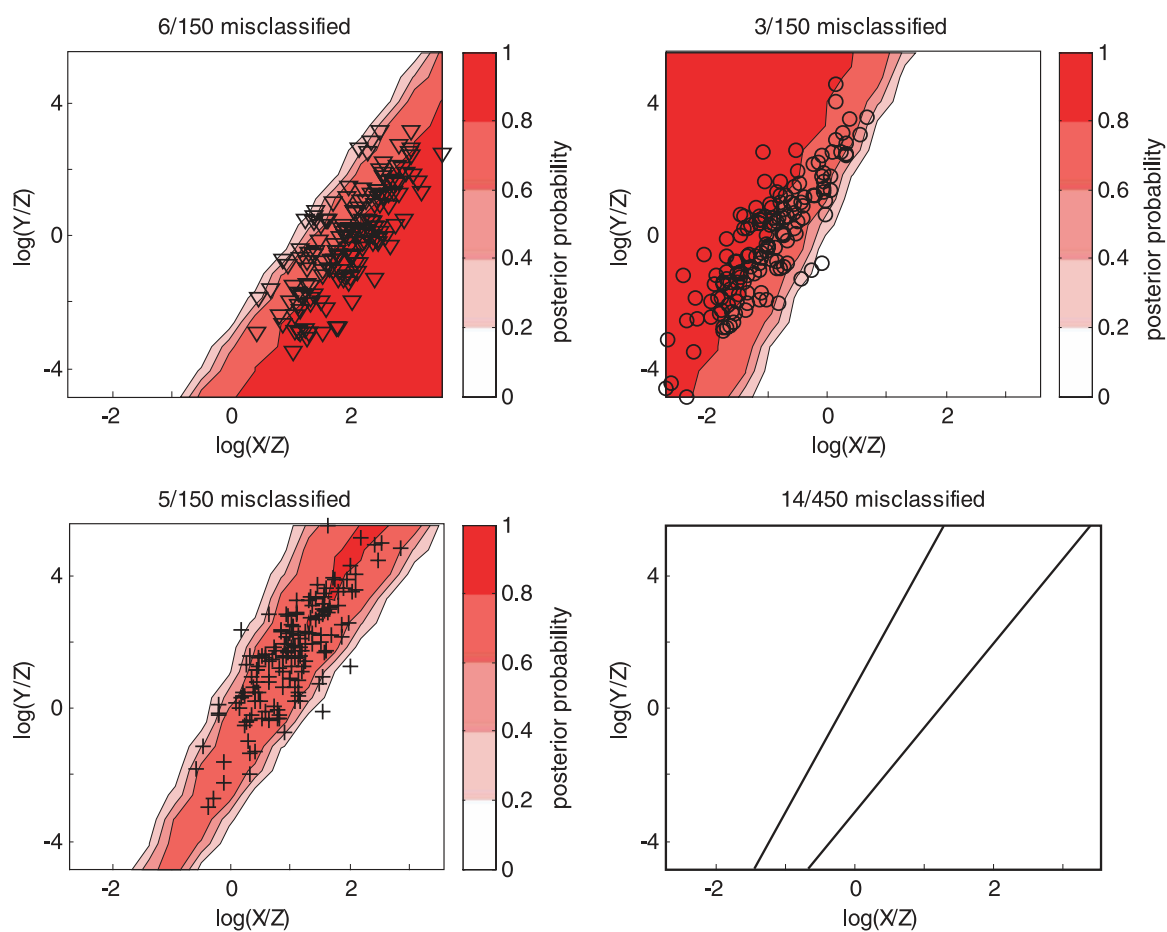 6/150 misclassified
4
0
-4
log(Y/Z)
-2
0
2
log(X/Z)
1
0.8
0.6
0.4
0.2
0
posterior probability
3/150 misclassified
4
0
-4
log(Y/Z)
-2
0
2
log(X/Z)
1
0.8
0.6
0.4
0.2
0
posterior probability
5/150 misclassified
4
0
-4
log(Y/Z)
-2
0
2
log(X/Z)
1
0.8
0.6
0.4
0.2
0
posterior probability
14/450 misclassified
4
0
-4
log(Y/Z)
-2
0
2
log(X/Z)